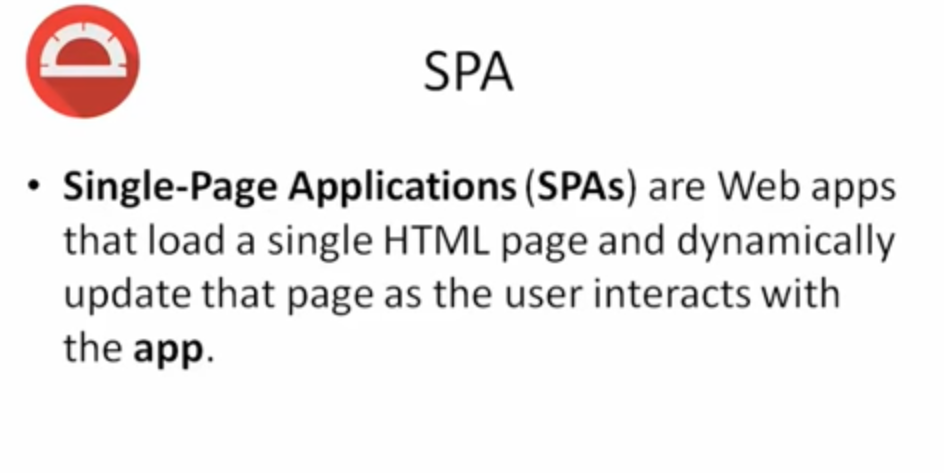 SPA
• Single-Page Applications (SPAs) are Web apps
that load a single HTML page and dynamically
update that page as the user interacts with
the app.